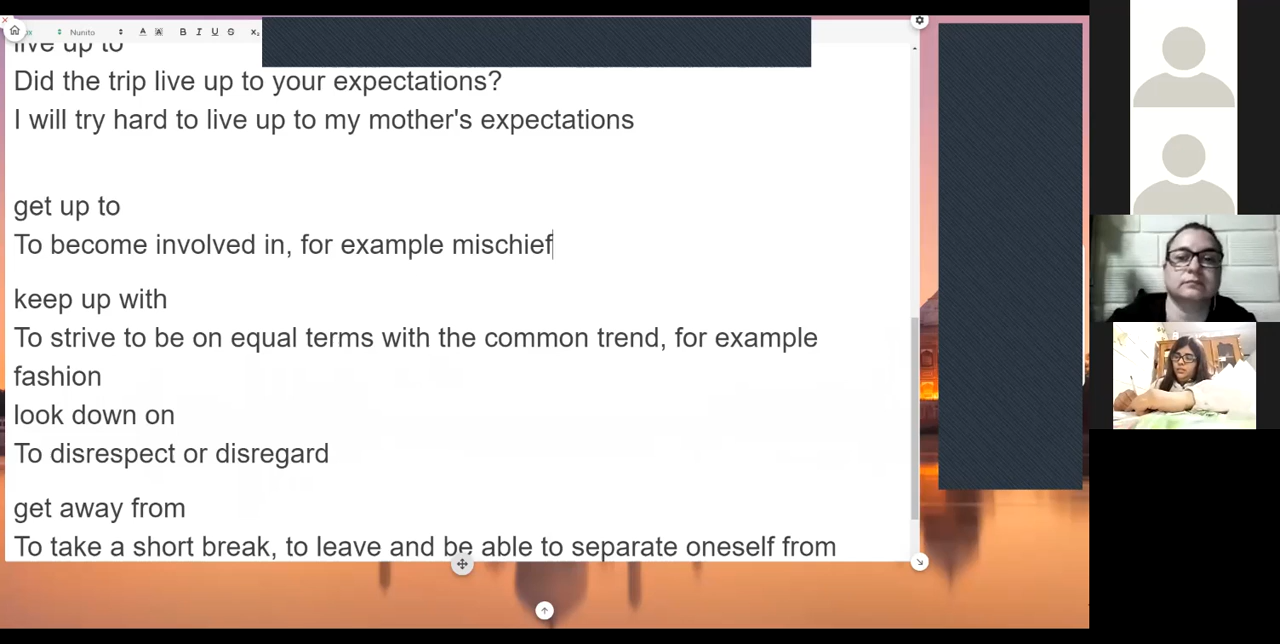 Nunito
A A B I U S X₂
live up to
Did the trip live up to your expectations?
I will try hard to live up to my mother's expectations
get up to
To become involved in, for example mischief
keep up with
To strive to be on equal terms with the common trend, for example
fashion
look down on
To disrespect or disregard
get away from
To take a short break, to leave and be able to separate oneself from